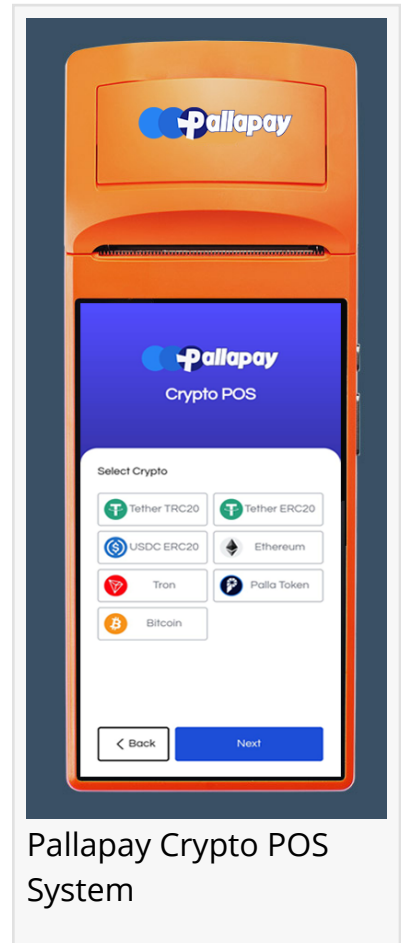 Pallapay
Pallapay
Crypto POS
Select Crypto
Tether TRC20 Tether ERC20
USDC ERC20 Ethereum
Tron Palla Token
Bitcoin
< Back Next
Pallapay Crypto POS
System